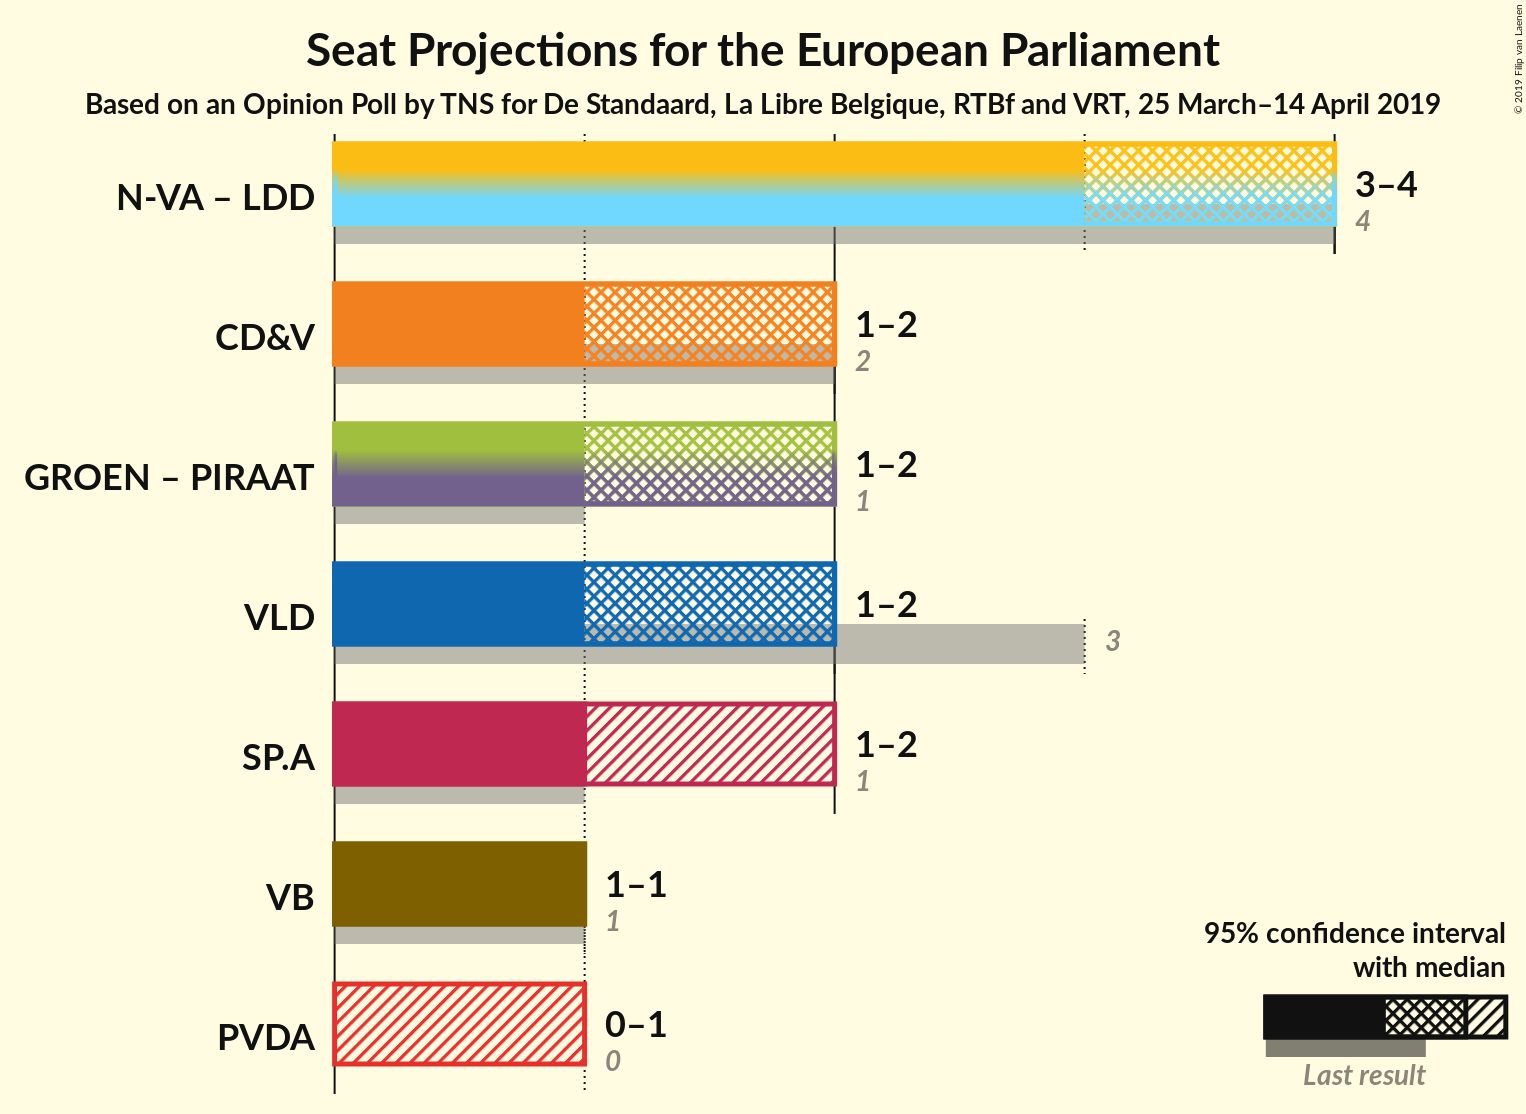 Seat Projections for the European Parliament
Based on an Opinion Poll by TNS for De Standaard, La Libre Belgique, RTBf and VRT, 25 March–14 April 2019
© 2019 Filip van Laenen
N-VA – LDD
3–4
4
CD&V
1–2
2
GROEN – PIRAAT
1–2
1
VLD
1–2
3
SP.A
1–2
1
VB
1–1
1
PVDA
0–1
0
95% confidence interval
with median
Last result